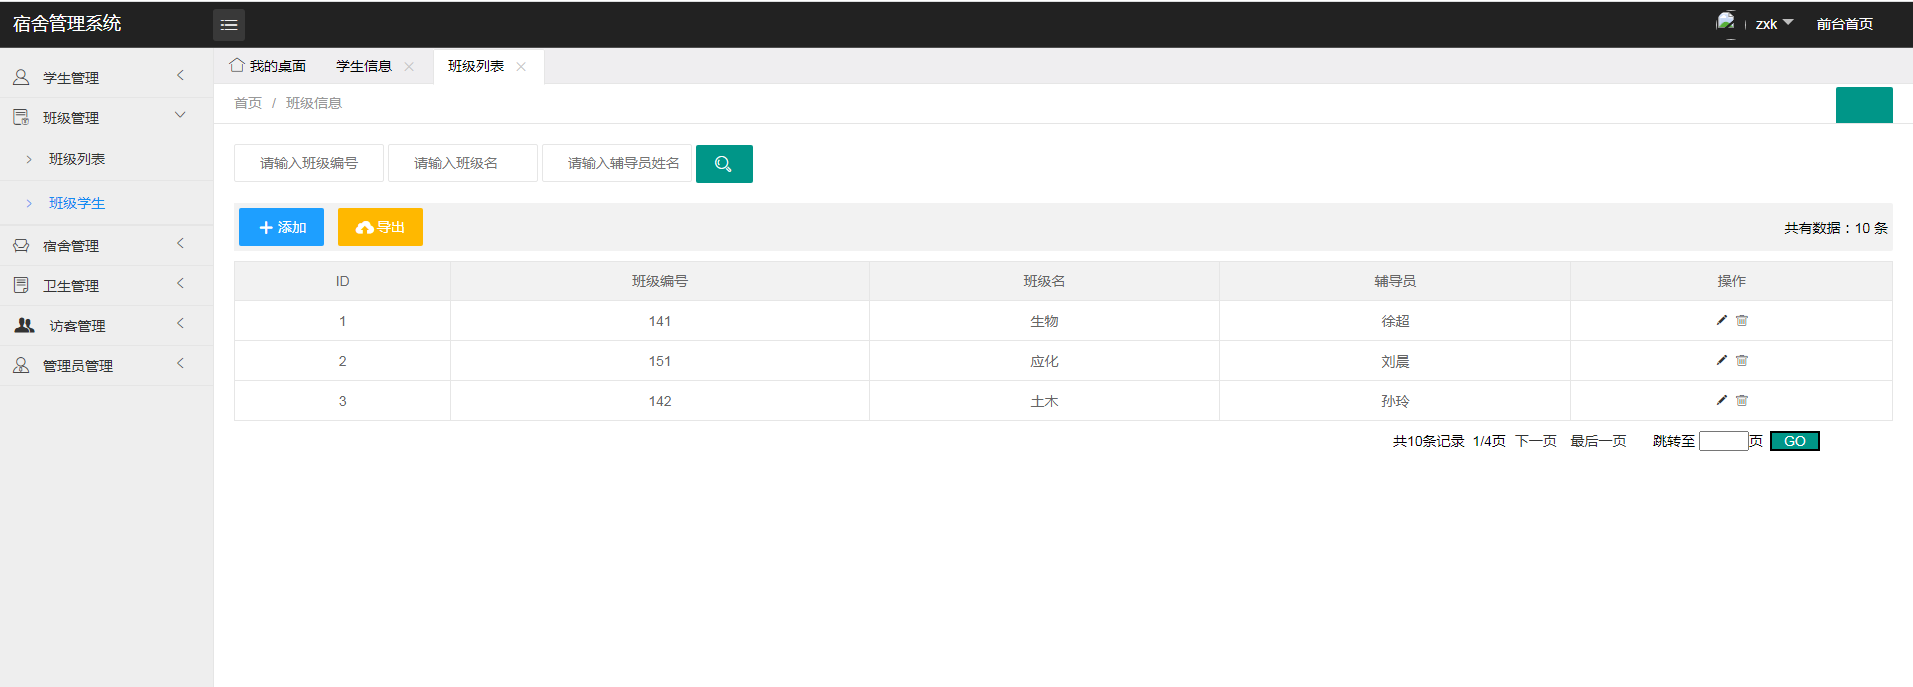 宿舍管理系统
zxk
前台首页
学生管理
班级管理
班级列表
班级学生
宿舍管理
卫生管理
访客管理
管理员管理
我的桌面 学生信息 班级列表
首页 / 班级信息
请输入班级编号 请输入班级名 请输入辅导员姓名
添加 导出 共有数据：10 条
ID 班级编号 班级名 辅导员 操作
1 141 生物 徐超
2 151 应化 刘晨
3 142 土木 孙玲
共10条记录 1/4页 下一页 最后一页 跳转至 页 GO